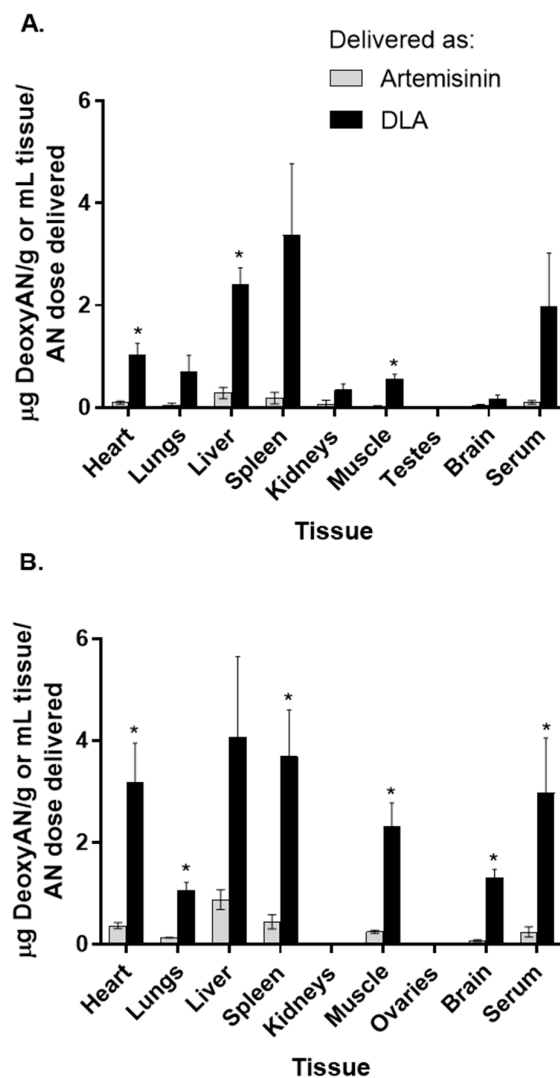 A.
Delivered as:
Artemisinin
DLA
µg DeoxyAN/g or mL tissue/
AN dose delivered
6
4
2
0
*
*
*
Heart
Lungs
Liver
Spleen
Kidneys
Muscle
Testes
Brain
Serum
Tissue
B.
µg DeoxyAN/g or mL tissue/
AN dose delivered
6
4
2
0
*
*
*
*
*
*
Heart
Lungs
Liver
Spleen
Kidneys
Muscle
Ovaries
Brain
Serum
Tissue